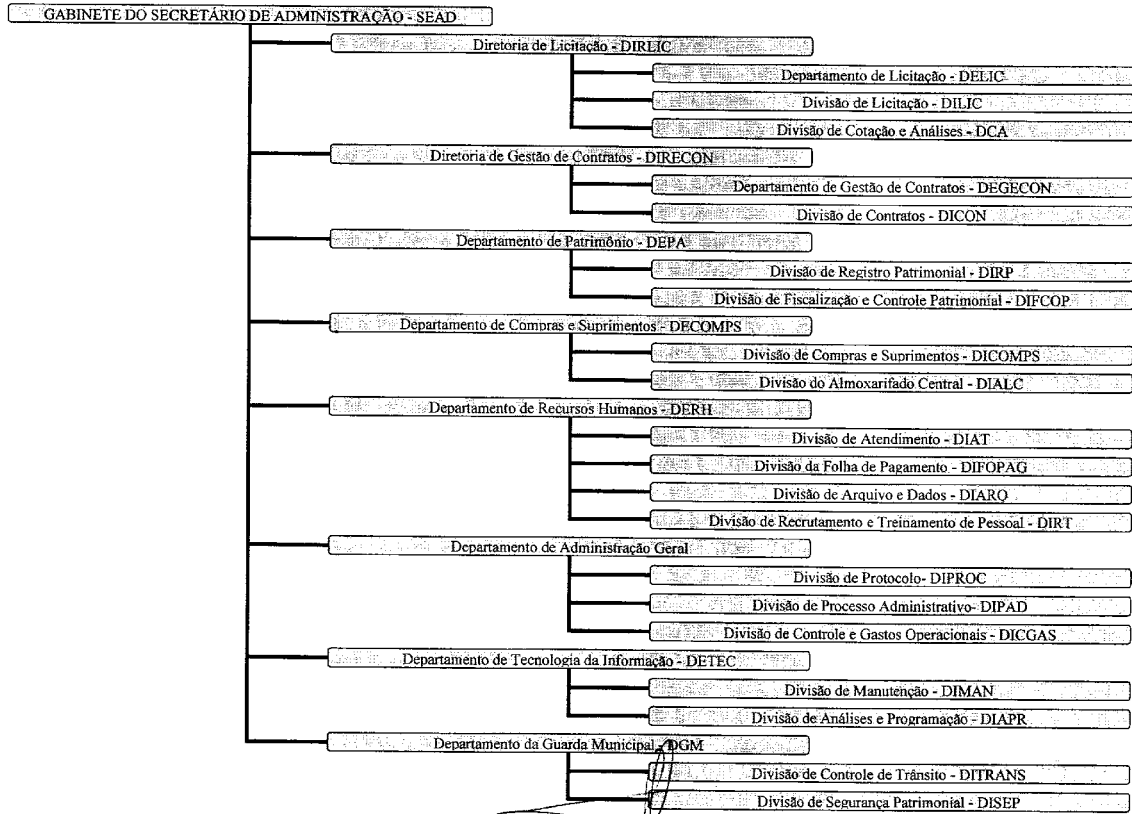 GABINETE DO SECRETÁRIO DE ADMINISTRAÇÃO - SEAD
Diretoria de Licitação - DIRLIC
Departamento de Licitação - DELIC
Divisão de Licitação - DILIC
Divisão de Cotação e Análises - DCA
Diretoria de Gestão de Contratos - DIRECON
Departamento de Gestão de Contratos - DEGECON
Divisão de Contratos - DICON
Departamento de Patrimônio - DEPA
Divisão de Registro Patrimonial - DIRP
Divisão de Fiscalização e Controle Patrimonial - DIFCOP
Departamento de Compras e Suprimentos - DECOMPS
Divisão de Compras e Suprimentos - DICOMPS
Divisão do Almoxarifado Central - DIALC
Departamento de Recursos Humanos - DERH
Divisão de Atendimento - DIAT
Divisão da Folha de Pagamento - DIFOPAG
Divisão de Arquivo e Dados - DIARQ
Divisão de Recrutamento e Treinamento de Pessoal - DIRT
Departamento de Administração Geral
Divisão de Protocolo- DIPROC
Divisão de Processo Administrativo- DIPAD
Divisão de Controle e Gastos Operacionais - DICGAS
Departamento de Tecnologia da Informação - DETEC
Divisão de Manutenção - DIMAN
Divisão de Análises e Programação - DIAPR
Departamento da Guarda Municipal - DGM
Divisão de Controle de Trânsito - DITRANS
Divisão de Segurança Patrimonial - DISEP